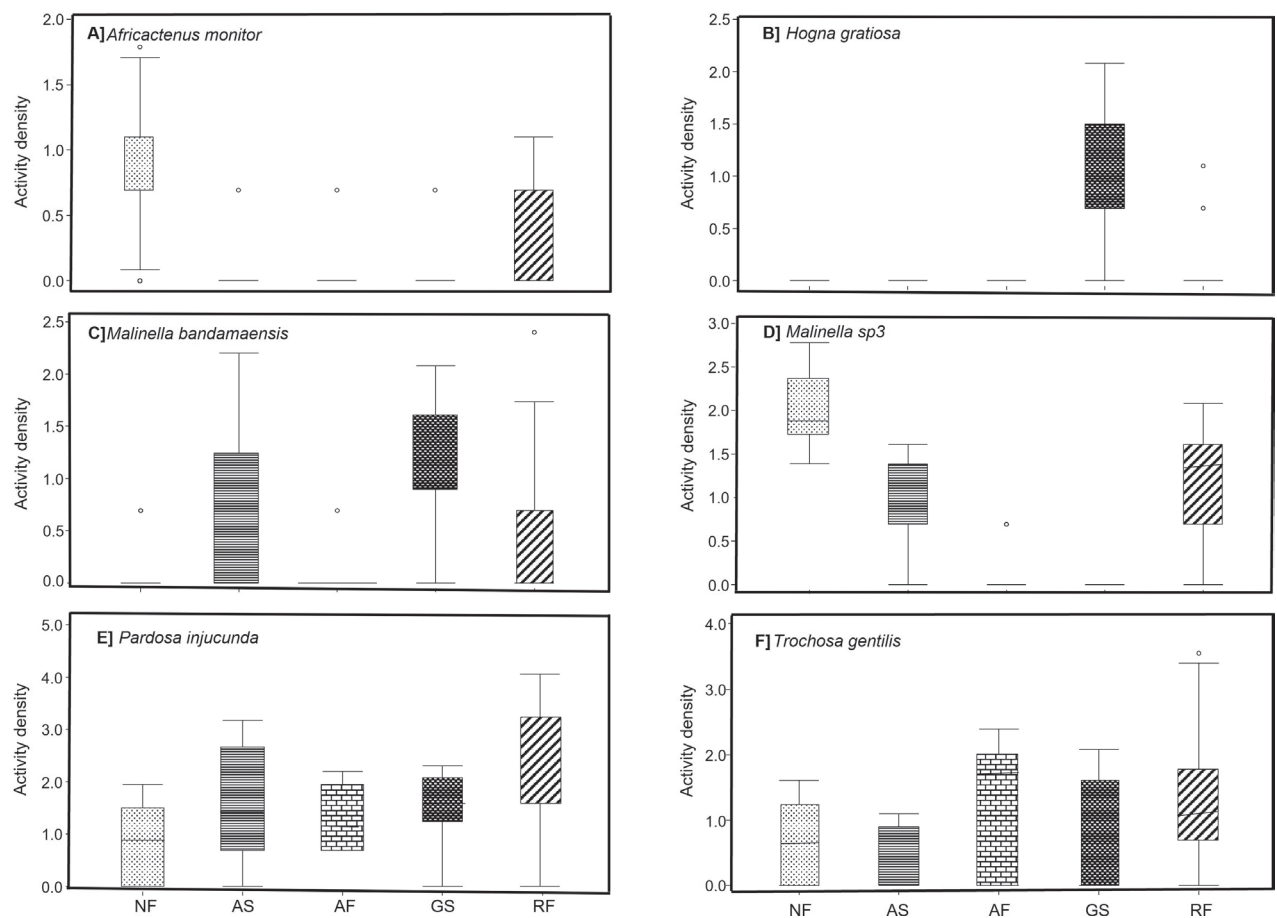 A] Africactenus monitor
Activity density
2.0
1.5
1.0
0.5
0.0
B] Hogna gratiosa
Activity density
2.5
2.0
1.5
1.0
0.5
0.0
C] Malinella bandamaensis
Activity density
2.5
2.0
1.5
1.0
0.5
0.0
D] Malinella sp3
Activity density
3.0
2.5
2.0
1.5
1.0
0.5
0.0
E] Pardosa injucunda
Activity density
5.0
4.0
3.0
2.0
1.0
0.0
NF AS AF GS RF
F] Trochosa gentilis
Activity density
4.0
3.0
2.0
1.0
0.0
NF AS AF GS RF